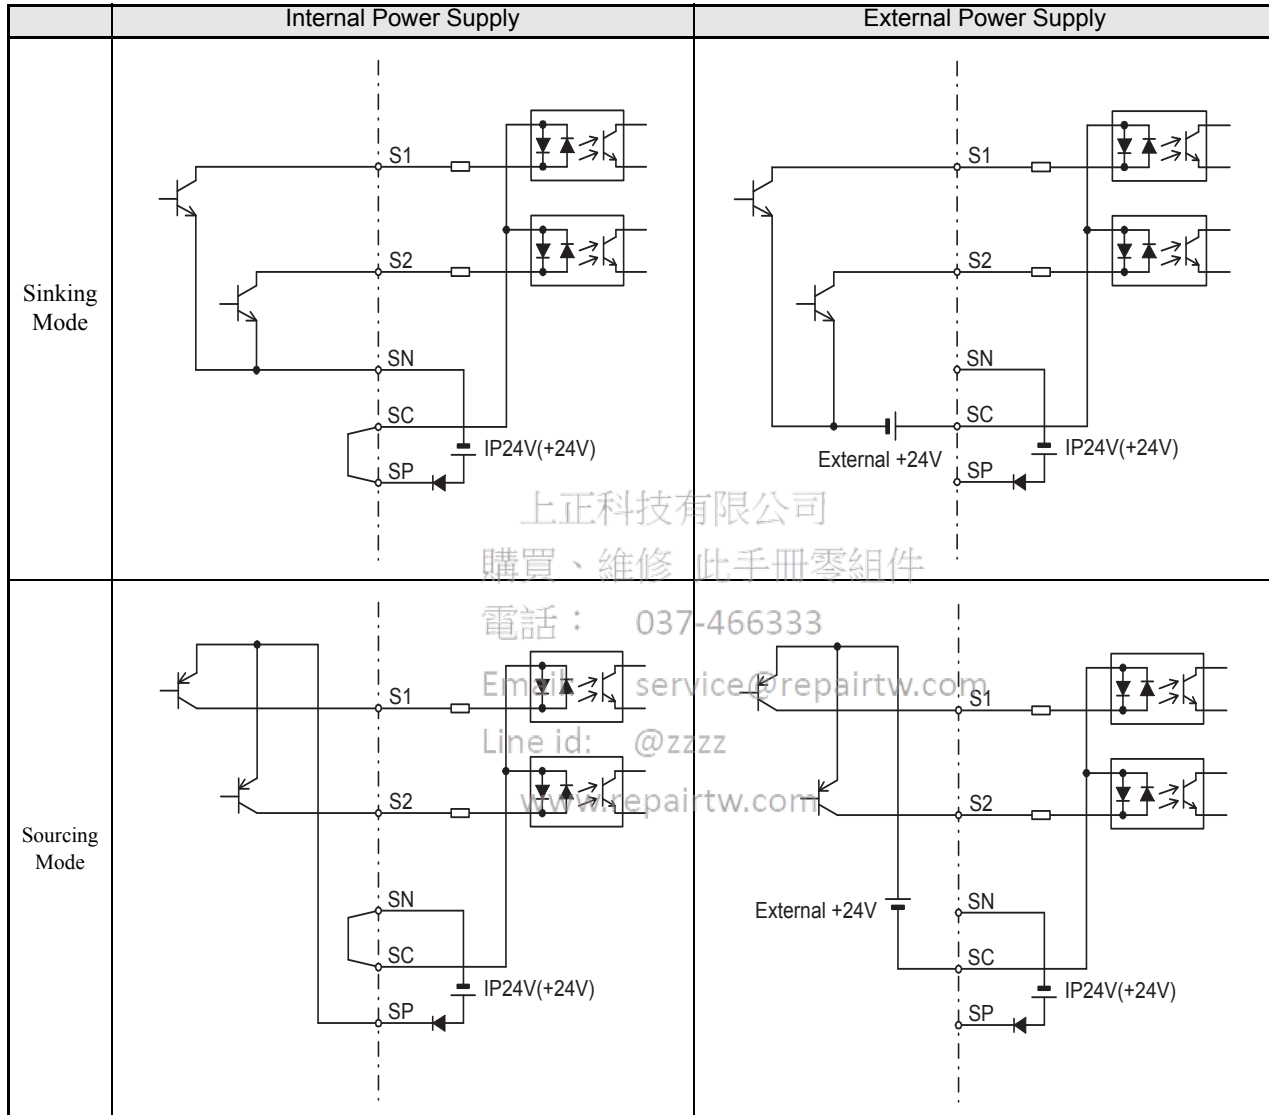 Internal Power Supply
External Power Supply
Sinking
Mode
S1
S2
SN
SC
SP
IP24V(+24V)
S1
S2
SN
SC
External +24V
SP
IP24V(+24V)
上正科技有限公司
購買、維修 此手冊零組件
電話： 037-466333
Email: service@repairtw.com
Line id: @zzzz
www.repairtw.com
Sourcing
Mode
S1
S2
SN
SC
SP
IP24V(+24V)
S1
S2
External +24V
SN
SC
SP
IP24V(+24V)